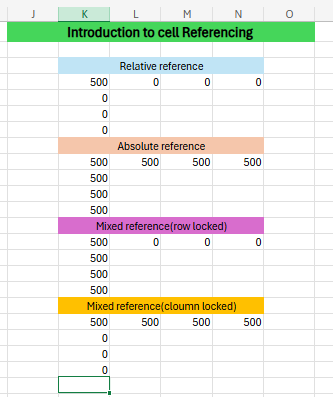 J K L M N O
Introduction to cell Referencing
Relative reference
500 0 0 0
0
0
0
Absolute reference
500 500 500 500
500
500
500
Mixed reference(row locked)
500 0 0 0
500
500
500
Mixed reference(cloumn locked)
500 500 500 500
0
0
0